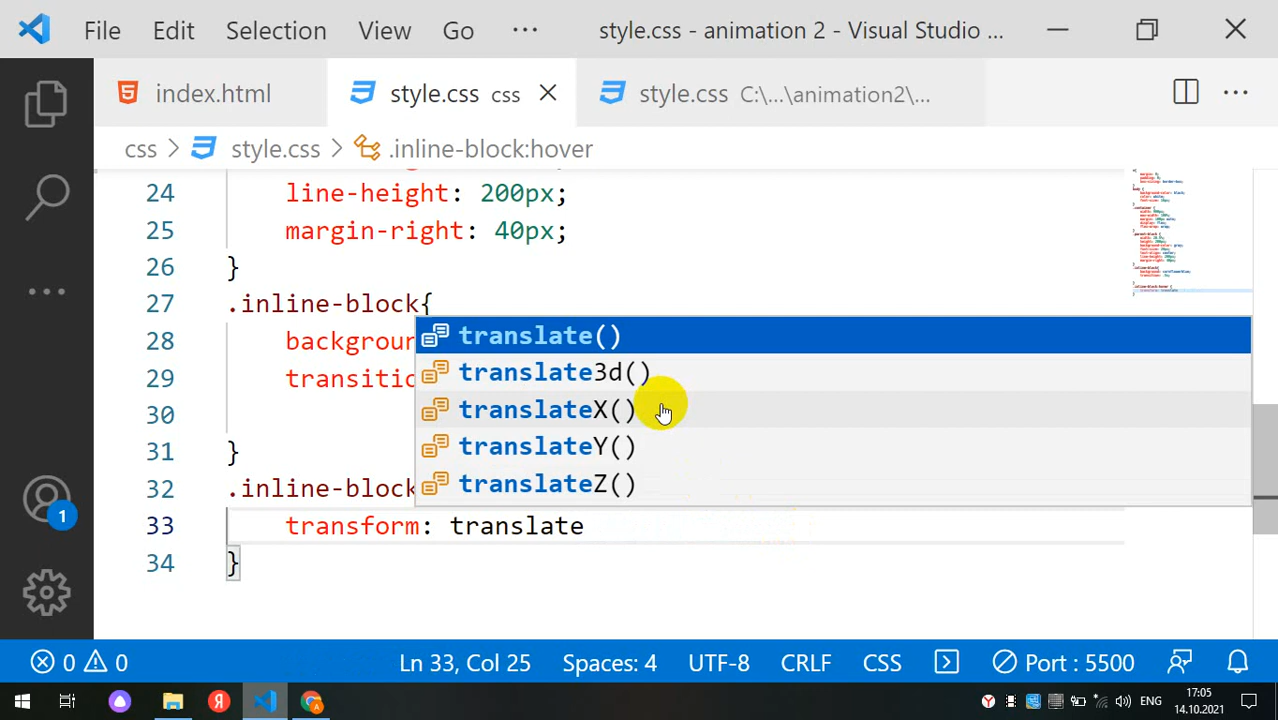 File Edit Selection View Go ··· style.css - animation 2 - Visual Studio ...
index.html style.css css style.css C:\...\animation2\...
css > style.css > .inline-block:hover
24 line-height: 200px;
25 margin-right: 40px;
26 }
27 .inline-block{
28 backgroun
29 transitio
30
31 }
32 .inline-block
33 transform: translate
34 }
translate()
translate3d()
translateX()
translateY()
translateZ()
1
0 0 Ln 33, Col 25 Spaces: 4 UTF-8 CRLF CSS Port : 5500
ENG 17:05
14.10.2021